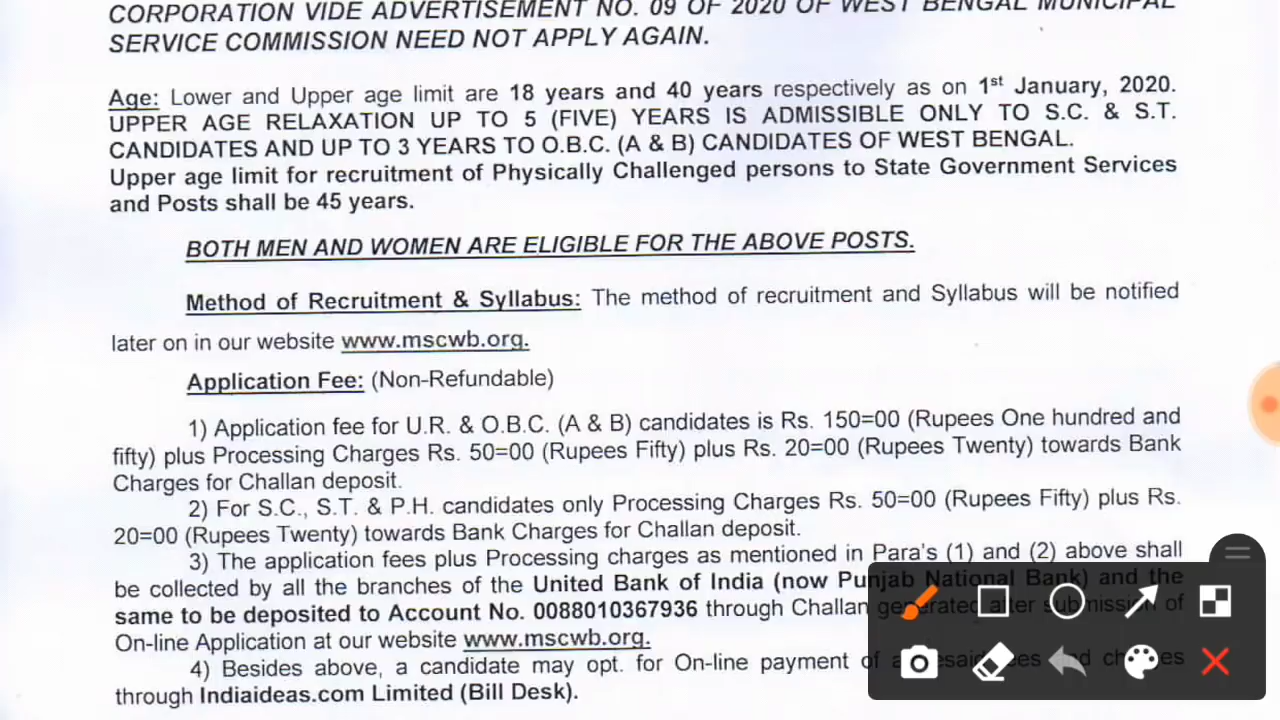 CORPORATION VIDE ADVERTISEMENT NO. 09 OF 2020 OF WEST BENGAL MUNICIPAL
SERVICE COMMISSION NEED NOT APPLY AGAIN.
Age: Lower and Upper age limit are 18 years and 40 years respectively as on 1st January, 2020.
UPPER AGE RELAXATION UP TO 5 (FIVE) YEARS IS ADMISSIBLE ONLY TO S.C. & S.T.
CANDIDATES AND UP TO 3 YEARS TO O.B.C. (A & B) CANDIDATES OF WEST BENGAL.
Upper age limit for recruitment of Physically Challenged persons to State Government Services
and Posts shall be 45 years.
BOTH MEN AND WOMEN ARE ELIGIBLE FOR THE ABOVE POSTS.
Method of Recruitment & Syllabus: The method of recruitment and Syllabus will be notified
later on in our website www.mscwb.org.
Application Fee: (Non-Refundable)
1) Application fee for U.R. & O.B.C. (A & B) candidates is Rs. 150=00 (Rupees One hundred and
fifty) plus Processing Charges Rs. 50=00 (Rupees Fifty) plus Rs. 20=00 (Rupees Twenty) towards Bank
Charges for Challan deposit.
2) For S.C., S.T. & P.H. candidates only Processing Charges Rs. 50=00 (Rupees Fifty) plus Rs.
20=00 (Rupees Twenty) towards Bank Charges for Challan deposit.
3) The application fees plus Processing charges as mentioned in Para's (1) and (2) above shall
be collected by all the branches of the United Bank of India (now Punjab National Bank) and the
same to be deposited to Account No. 0088010367936 through Challan generated after submission of
On-line Application at our website www.mscwb.org.
4) Besides above, a candidate may opt. for On-line payment of
through Indiaideas.com Limited (Bill Desk).